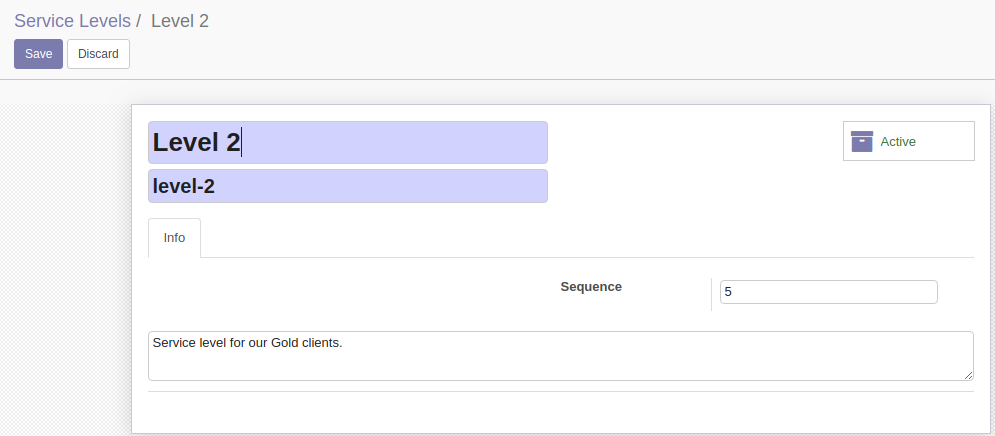 Service Levels / Level 2
Save Discard
Level 2
Active
level-2
Info
Sequence 5
Service level for our Gold clients.